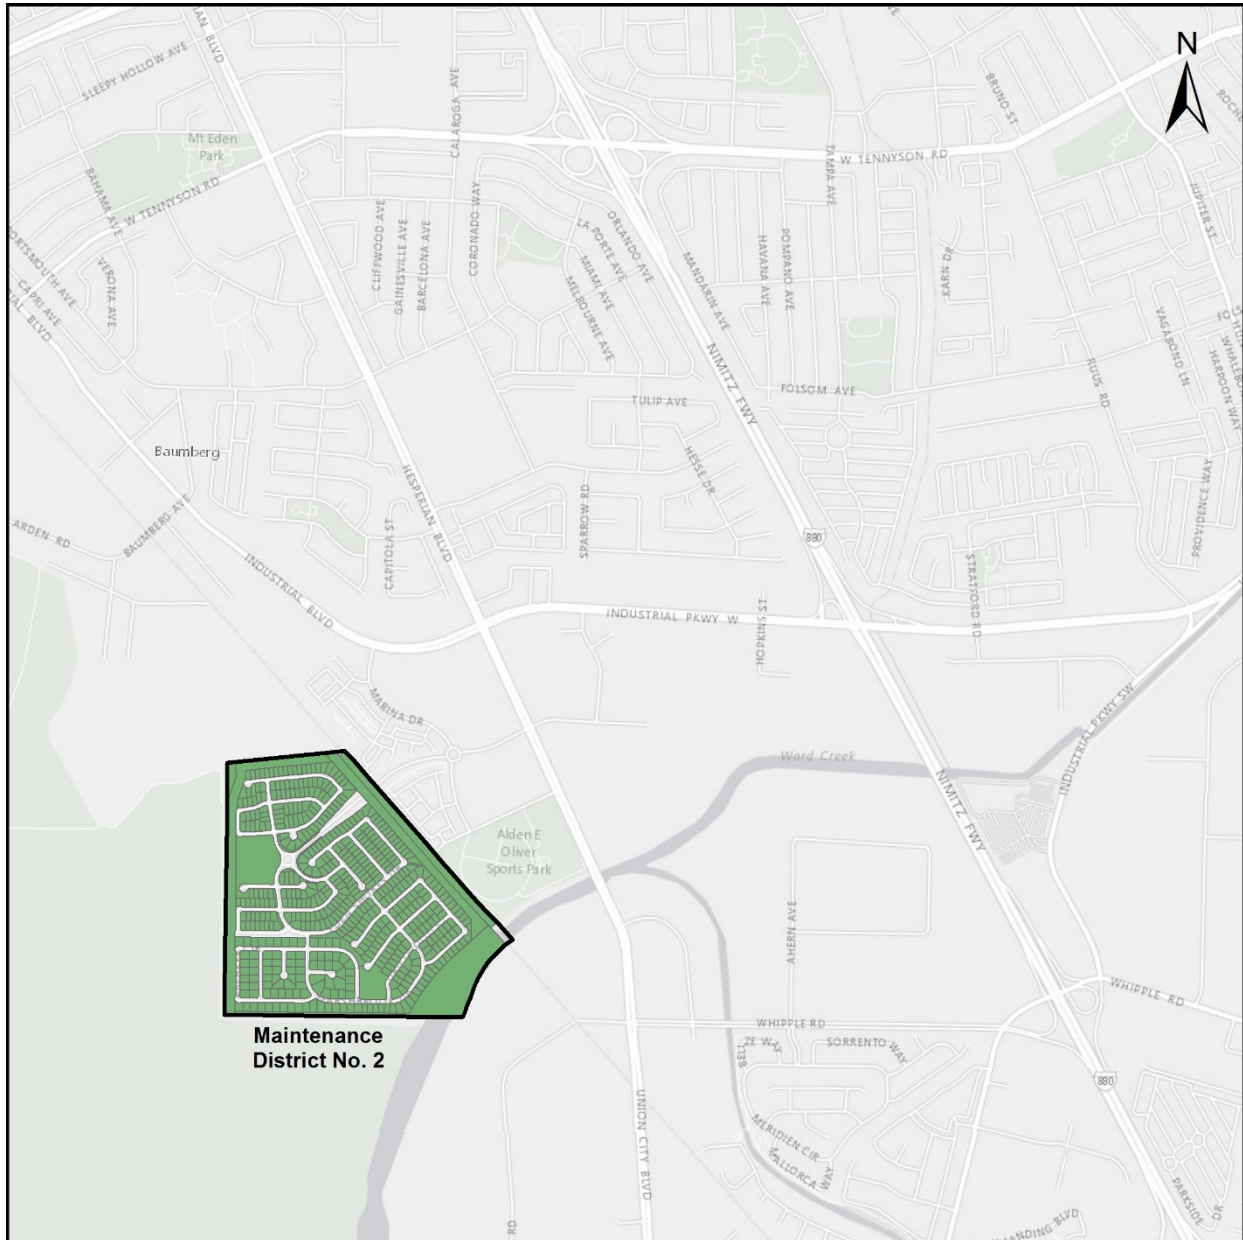 N
SLEEPY HOLLOW AVE
CALAROGA AVE
BRUNO ST
Mt Eden
Park
W TENNYSON RD
TAMPA AVE
BAHAMA AVE
W TENNYSON RD
JUPITER ST
CLIFFWOOD AVE
GAINESVILLE AVE
BARCELONA AVE
CORONADO WAY
ORLANDO AVE
LA PORTE AVE
MIAMI AVE
MELBOURNE AVE
MANDARIN AVE
HAVANA AVE
POMPANO AVE
KARN DR
VERONA AVE
CAPRI AVE
VAGABOND LN
HARPOON WAY
NIMITZ FWY
RUUS RD
FOLSOM AVE
TULIP AVE
Baumberg
HESSE DR
HESPERIAN BLVD
SPARROW RD
PROVIDENCE WAY
BAUMBERG AVE
ARDEN RD
CAPITOLA ST
880
STRATFORD RD
INDUSTRIAL BLVD
INDUSTRIAL PKWY W
HOPKINS ST
MARINA DR
INDUSTRIAL PKWY SW
Ward Creek
NIMITZ FWY
Alden E
Oliver
Sports Park
AHERN AVE
WHIPPLE RD
WHIPPLE RD
Maintenance
District No. 2
ZE WAY
SORRENTO WAY
880
UNION CITY BLVD
MERIDIEN CIR
PARKSIDE DR
RD
LANDING BLVD